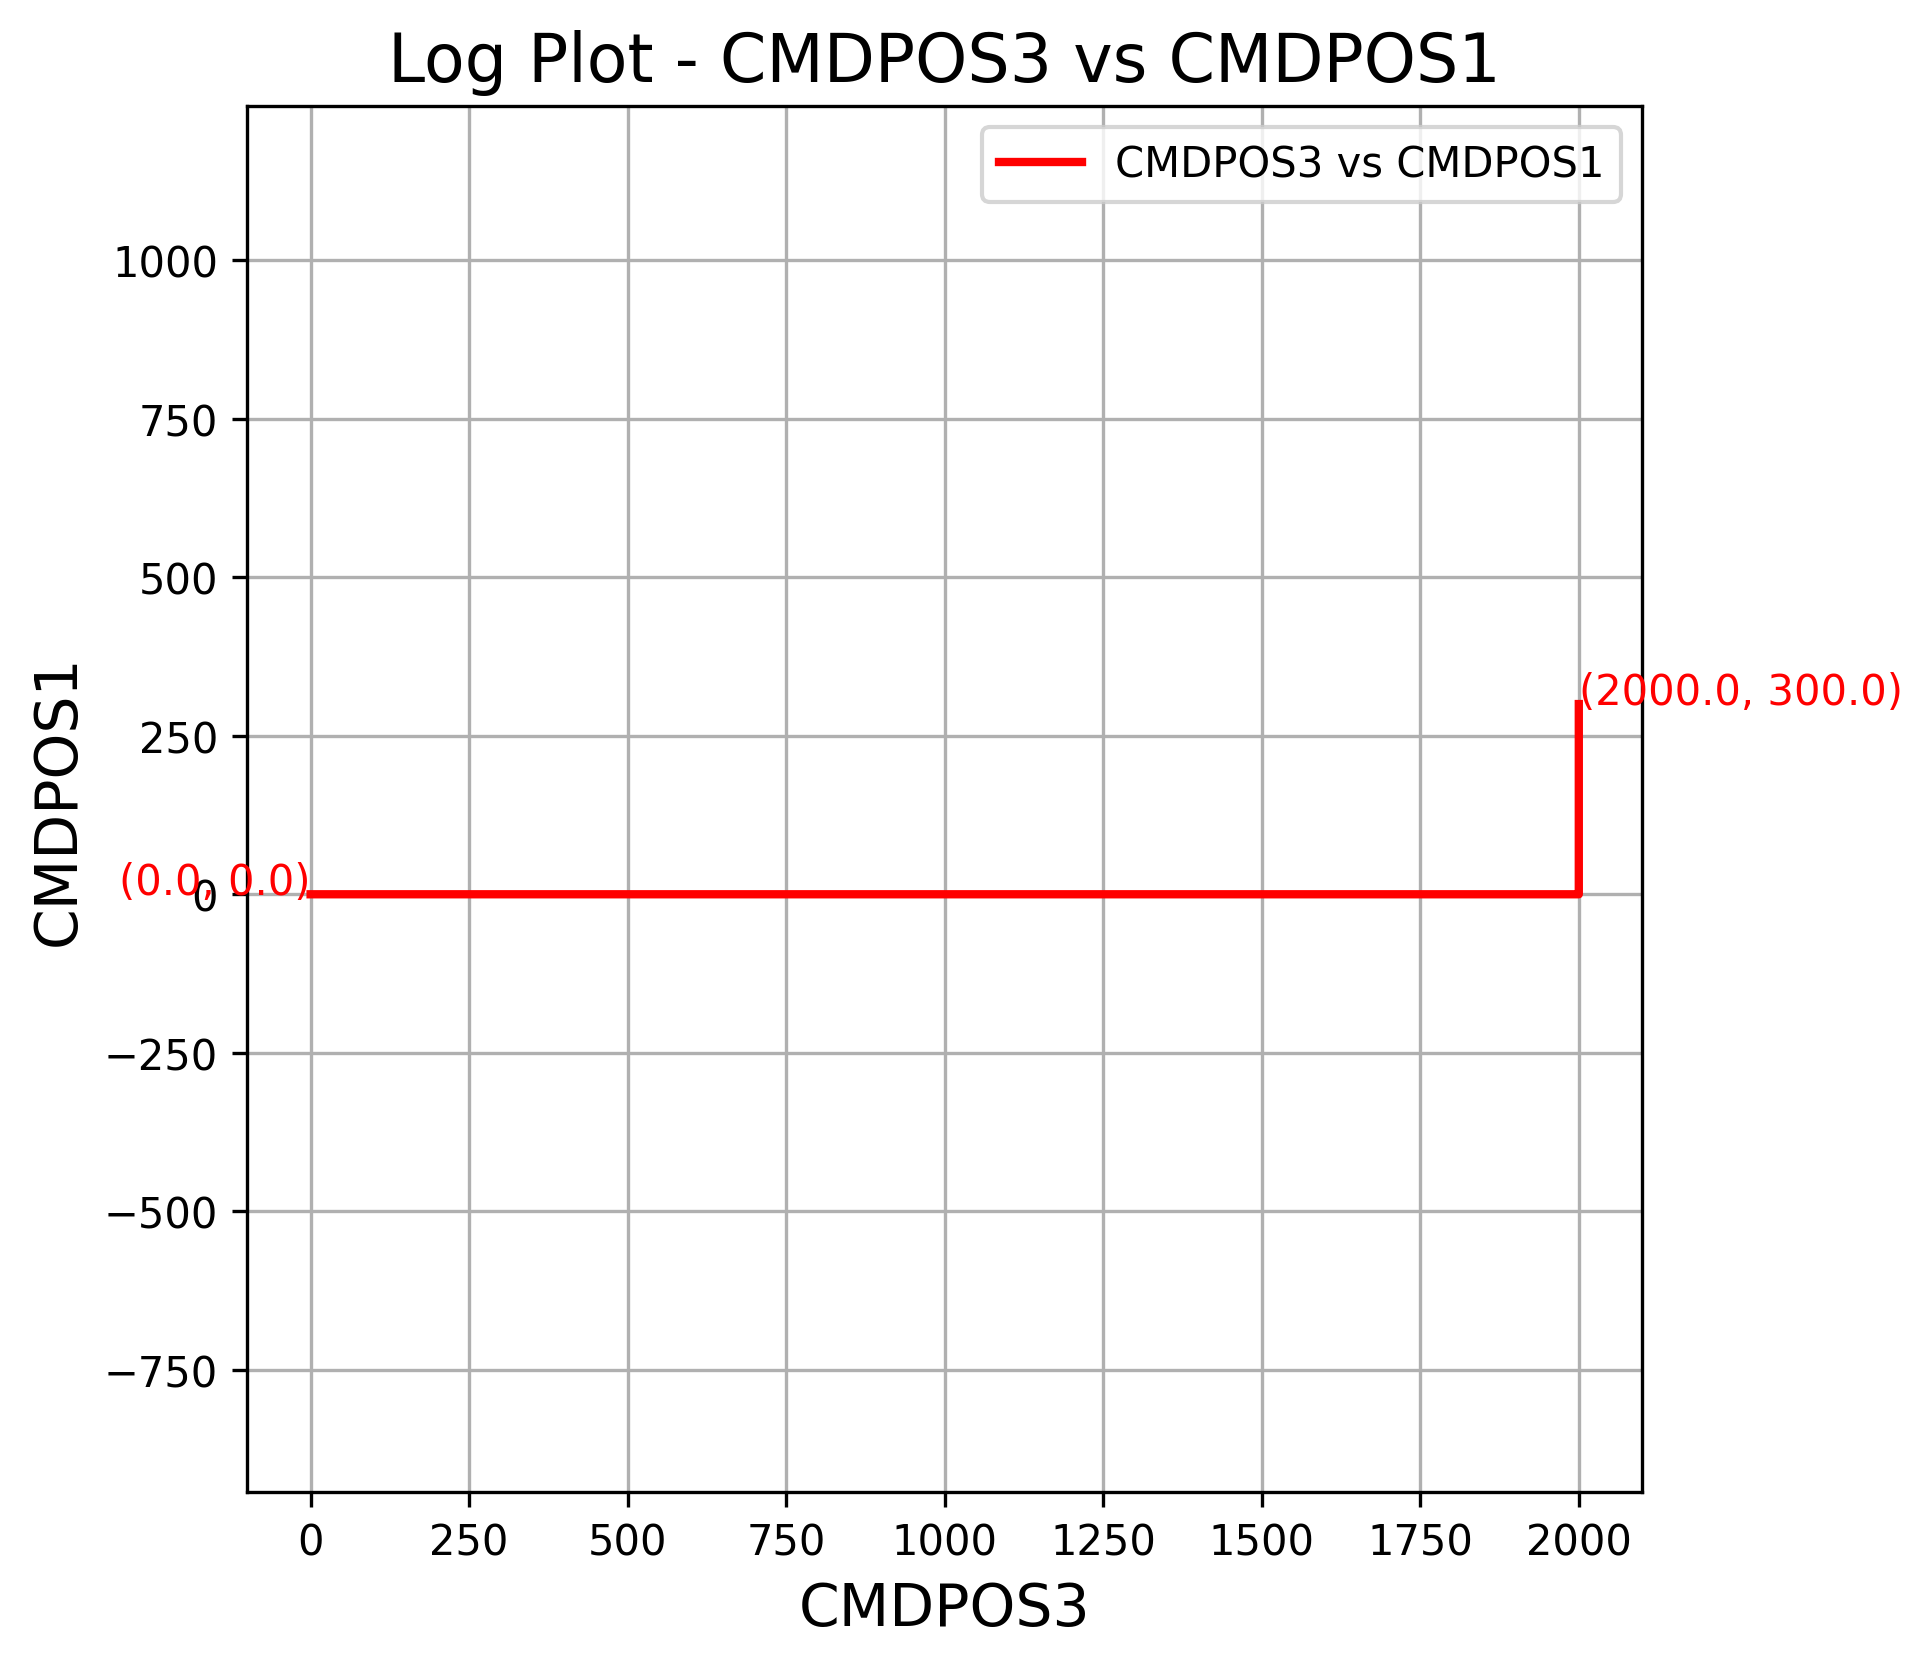 Log Plot - CMDPOS3 vs CMDPOS1
CMDPOS3 vs CMDPOS1
1000
750
500
(2000.0, 300.0)
250
(0.0, 0.0)
0
−250
−500
−750
CMDPOS1
0 250 500 750 1000 1250 1500 1750 2000
CMDPOS3